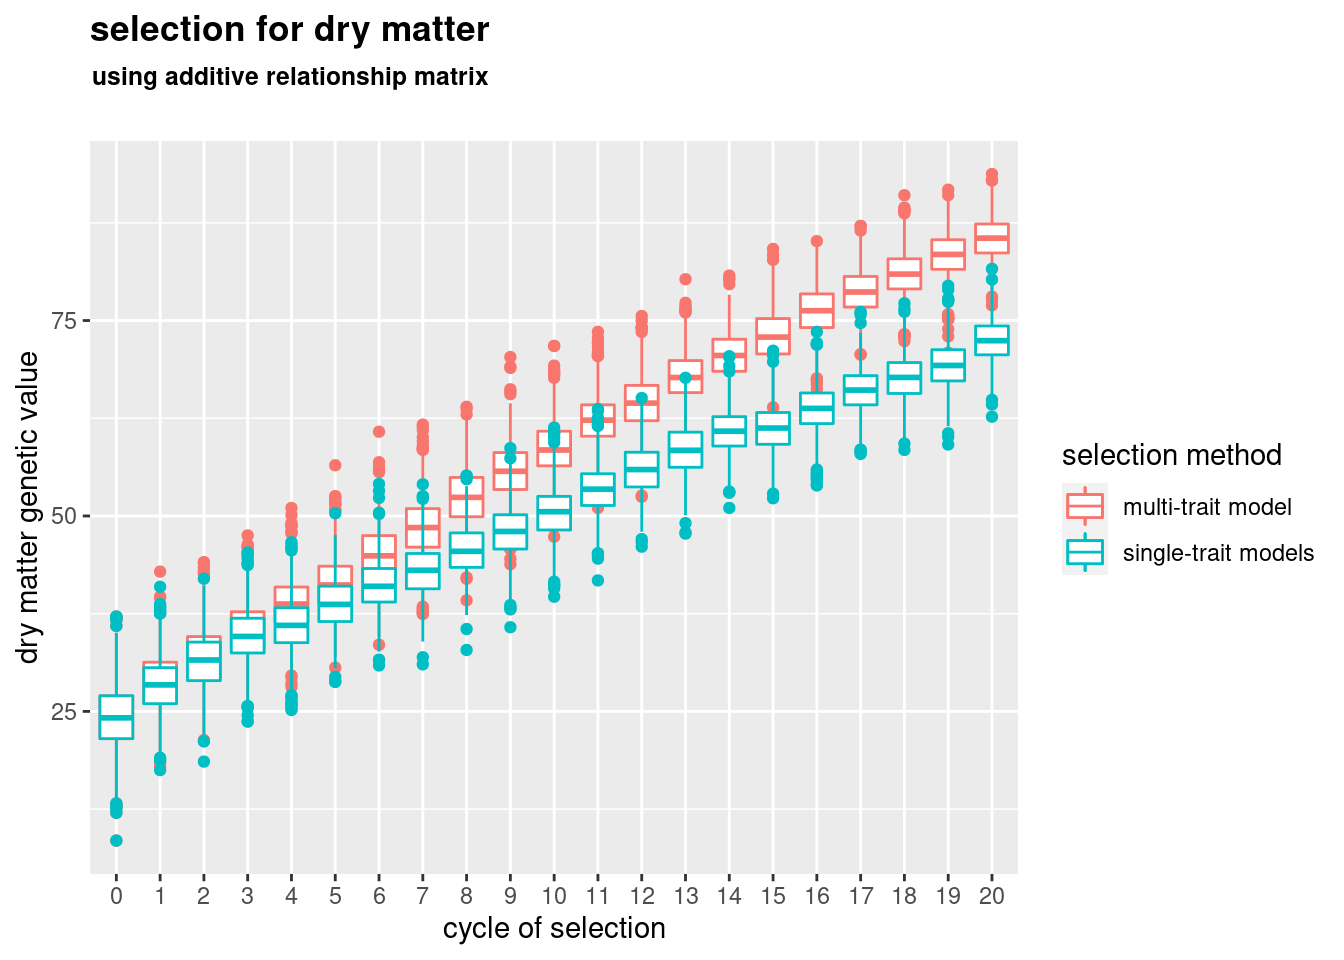 selection for dry matter
using additive relationship matrix
dry matter genetic value
75
50
25
0 1 2 3 4 5 6 7 8 9 10 11 12 13 14 15 16 17 18 19 20
cycle of selection
selection method
multi-trait model
single-trait models